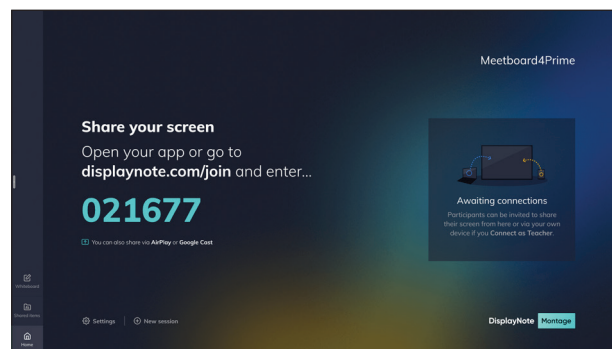 Meetboard4Prime
Share your screen
Open your app or go to
displaynote.com/join and enter...
021677
You can also share via AirPlay or Google Cast
Awaiting connections
Participants can be invited to share
their screen from here or via your own
device if you Connect as Teacher.
Whiteboard
Shared items
Home
Settings
New session
DisplayNote Montage